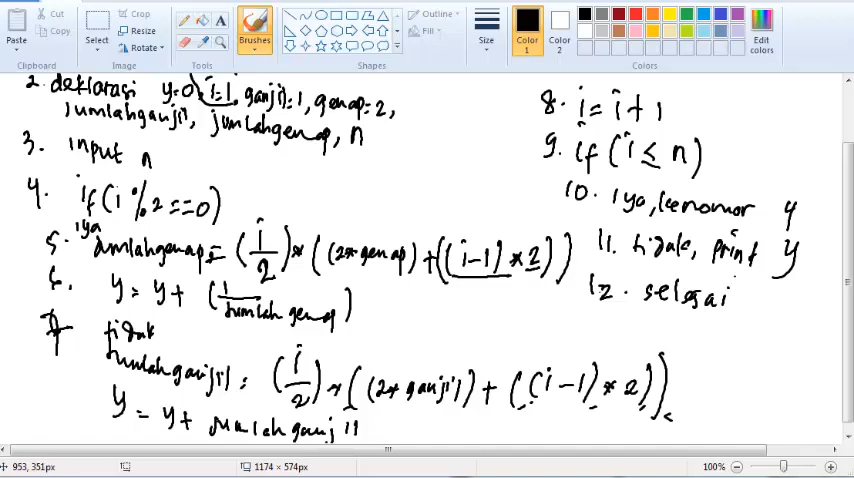 Paste
Cut
Copy
Clipboard
Select
Crop
Resize
Rotate
Image
A
Tools
Brushes
Shapes
Outline
Fill
Size
Color 1
Color 2
Colors
Edit colors
2. deklarasi y=0, i=1, ganjil=1, genap=2,
Jumlahganjil, jumlahgenap, n
3. input n
4. if(i%2==0)
5. iya
Jumlahgenap = (i/2)*((2*genap)+((i-1)*2))
6. y = y + (1/Jumlah genap)
7 tidak
Jumlahganjil = (i/2)*((2*ganjil)+((i-1)*2))
y = y + Jumlahganjil
8. i = i + 1
9. if (i ≤ n)
10. iya, kenomor 4
11. tidak, print y
12. selesai
953, 351px
1174 × 574px
100%